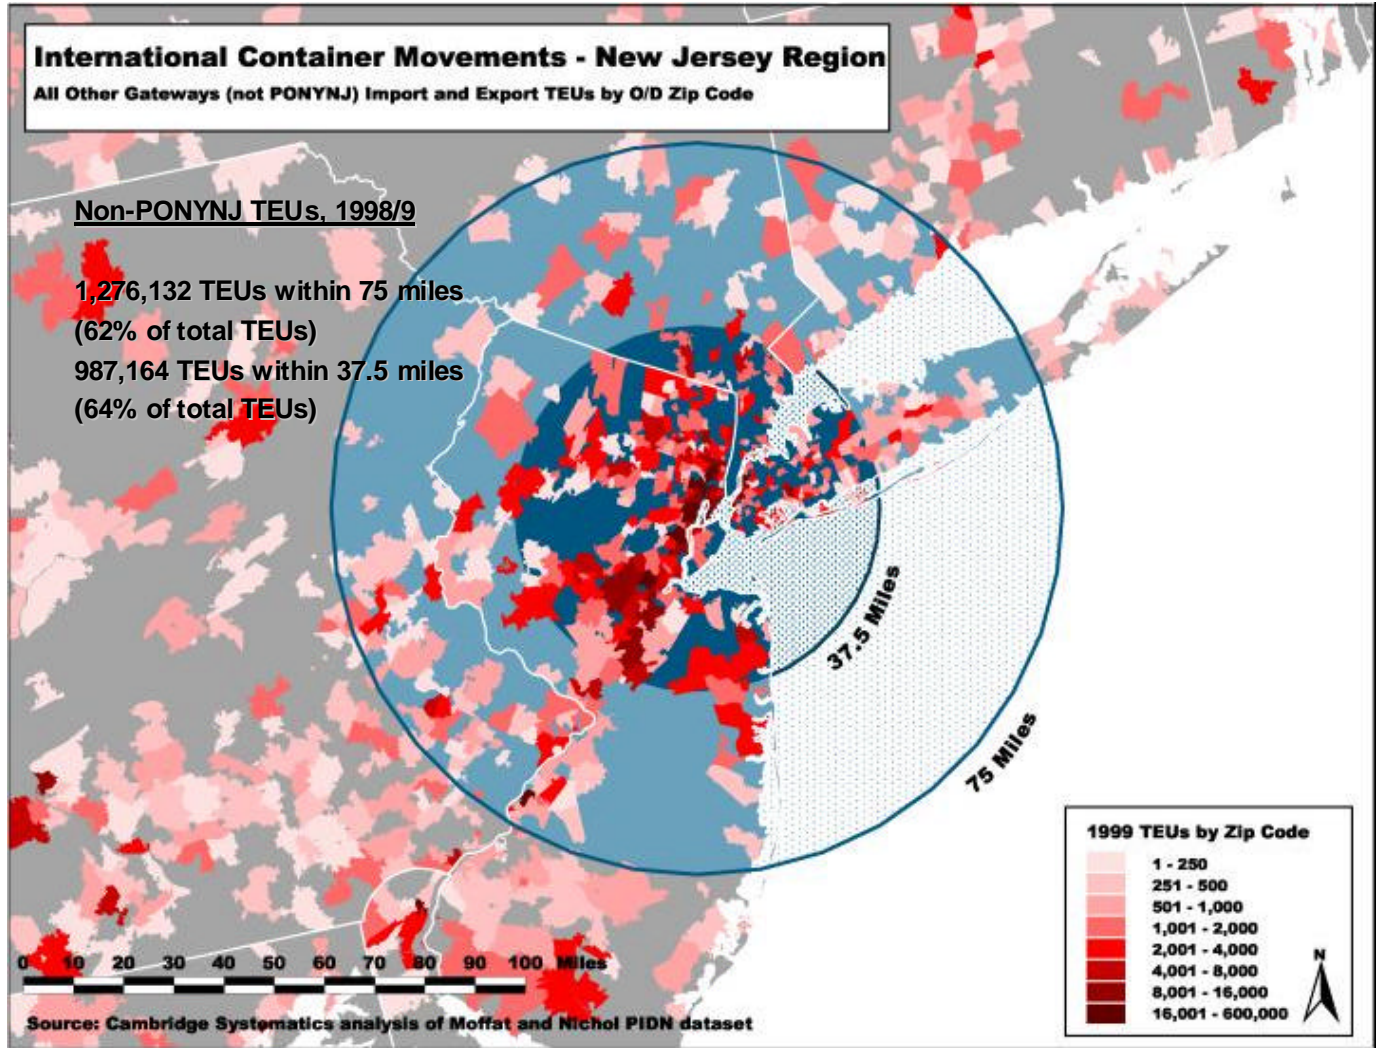 International Container Movements - New Jersey Region
All Other Gateways (not PONYNJ) Import and Export TEUs by O/D Zip Code
Non-PONYNJ TEUs, 1998/9
1,276,132 TEUs within 75 miles
(62% of total TEUs)
987,164 TEUs within 37.5 miles
(64% of total TEUs)
37.5 Miles
75 Miles
1999 TEUs by Zip Code
1 - 250
251 - 500
501 - 1,000
1,001 - 2,000
2,001 - 4,000
4,001 - 8,000
8,001 - 16,000
16,001 - 600,000
N
0 10 20 30 40 50 60 70 80 90 100 Miles
Source: Cambridge Systematics analysis of Moffat and Nichol PIDN dataset